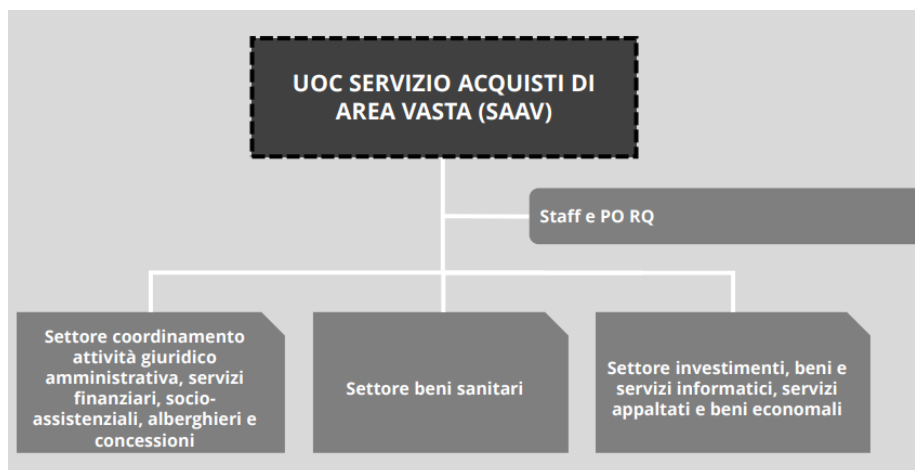 UOC SERVIZIO ACQUISTI DI
AREA VASTA (SAAV)
Staff e PO RQ
Settore coordinamento
attività giuridico
amministrativa, servizi
finanziari, socio-
assistenziali, alberghieri e
concessioni
Settore beni sanitari
Settore investimenti, beni e
servizi informatici, servizi
appaltati e beni economali